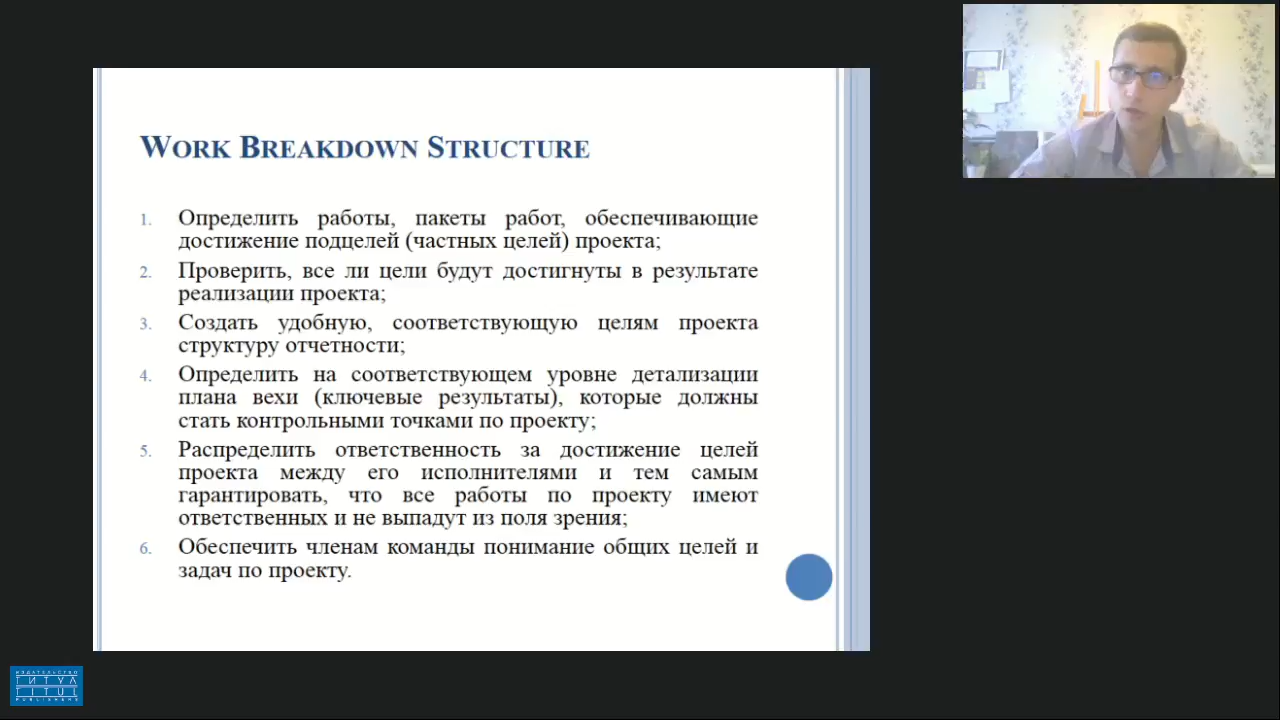 WORK BREAKDOWN STRUCTURE
1. Определить работы, пакеты работ, обеспечивающие
достижение подцелей (частных целей) проекта;
2. Проверить, все ли цели будут достигнуты в результате
реализации проекта;
3. Создать удобную, соответствующую целям проекта
структуру отчетности;
4. Определить на соответствующем уровне детализации
плана вехи (ключевые результаты), которые должны
стать контрольными точками по проекту;
5. Распределить ответственность за достижение целей
проекта между его исполнителями и тем самым
гарантировать, что все работы по проекту имеют
ответственных и не выпадут из поля зрения;
6. Обеспечить членам команды понимание общих целей и
задач по проекту.
ИЗДАТЕЛЬСТВО
ТИТУЛ
TITUL
PUBLISHERS